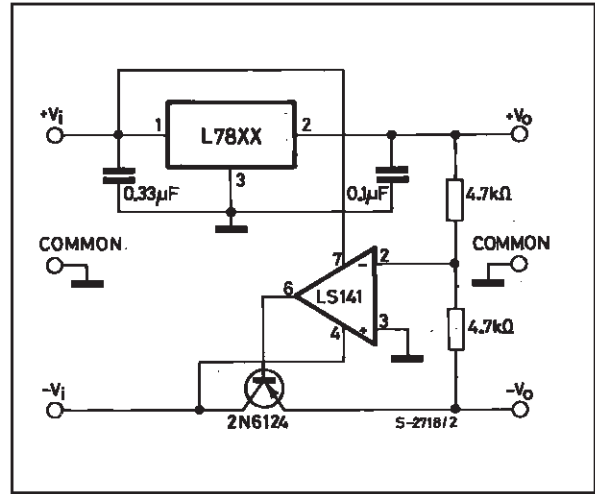 +Vi
1
L78XX
2
+Vo
3
0.33µF
0.1µF
4.7kΩ
COMMON
COMMON
7
2
-
6
LS141
4
+
3
4.7kΩ
-Vi
-Vo
2N6124
S-2718/2